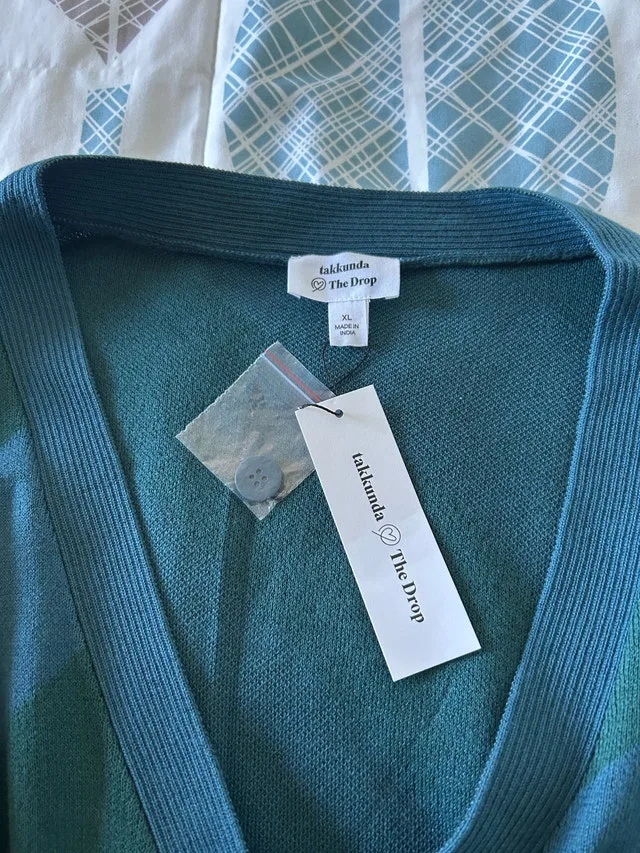 takkunda
The Drop
XL
MADE IN
INDIA
takkunda The Drop